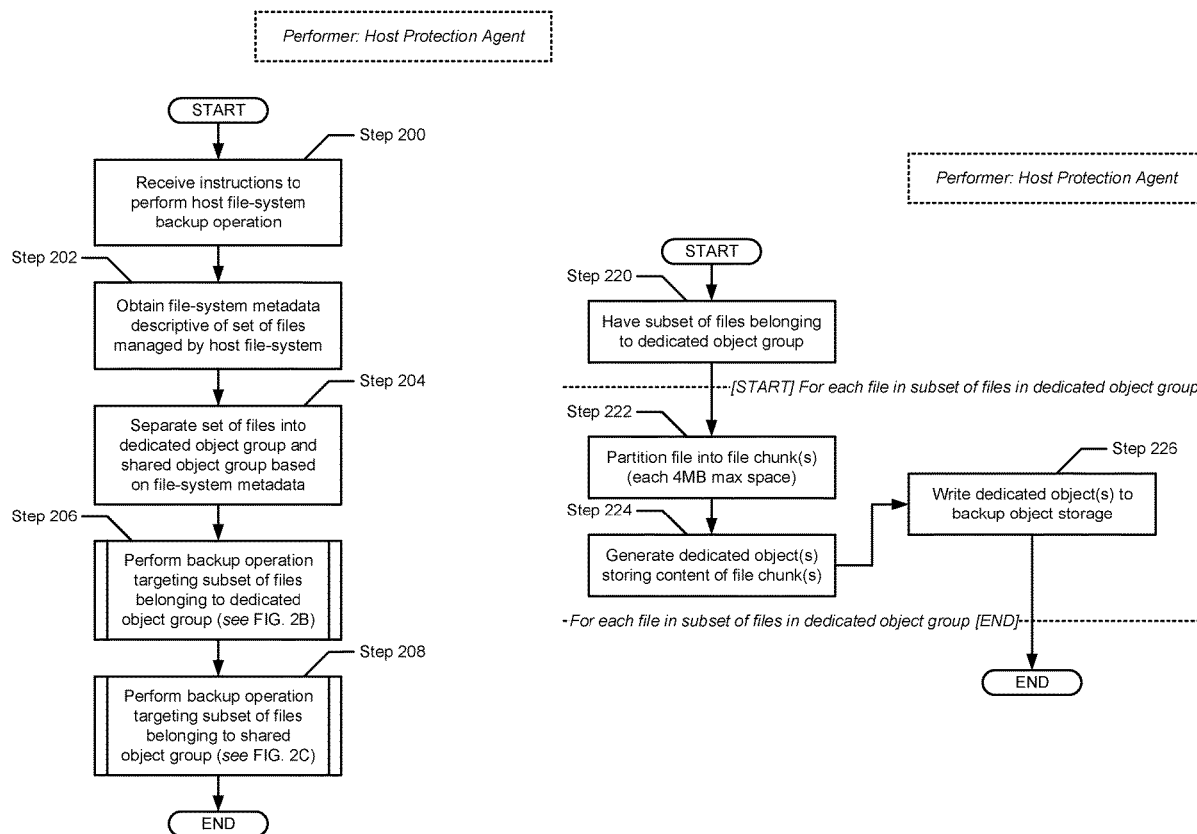 Performer: Host Protection Agent
START
Step 200
Receive instructions to
perform host file-system
backup operation
Step 202
Obtain file-system metadata
descriptive of set of files
managed by host file-system
Step 204
Separate set of files into
dedicated object group and
shared object group based
on file-system metadata
Step 206
Perform backup operation
targeting subset of files
belonging to dedicated
object group (see FIG. 2B)
Step 208
Perform backup operation
targeting subset of files
belonging to shared
object group (see FIG. 2C)
END
Performer: Host Protection Agent
START
Step 220
Have subset of files belonging
to dedicated object group
[START] For each file in subset of files in dedicated object group
Step 222
Partition file into file chunk(s)
(each 4MB max space)
Step 224
Generate dedicated object(s)
storing content of file chunk(s)
Step 226
Write dedicated object(s) to
backup object storage
For each file in subset of files in dedicated object group [END]
END